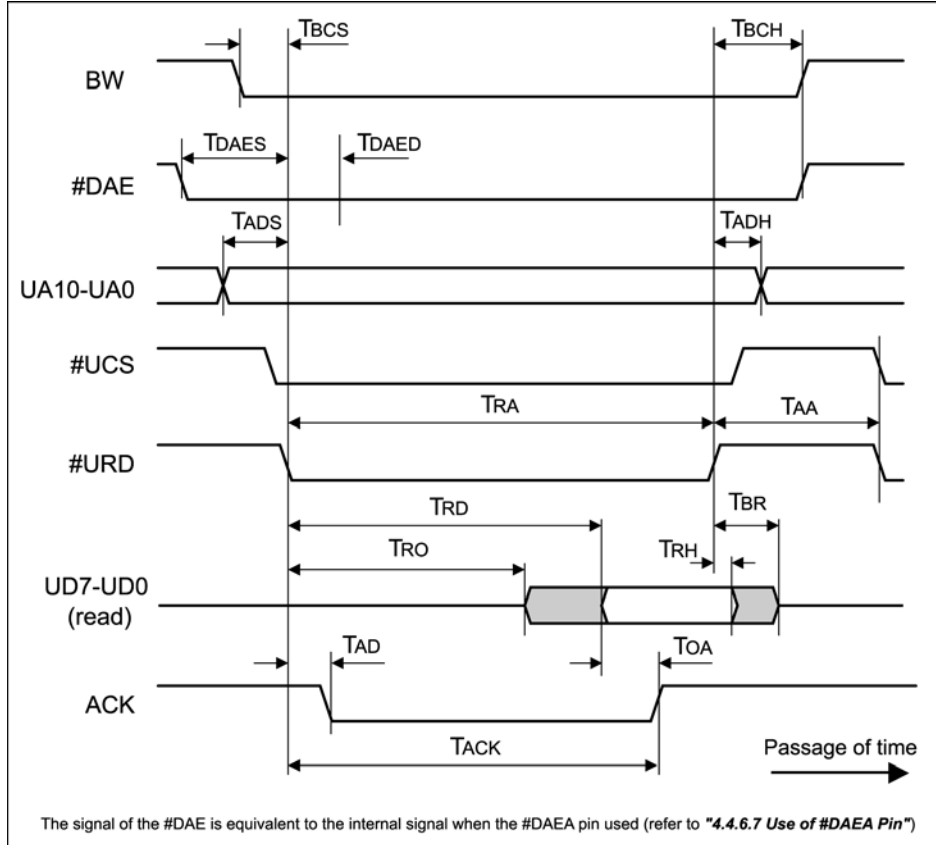 TBCS
TBCH
BW
TDAES
TDAED
#DAE
TADS
TADH
UA10-UA0
#UCS
TRA
TAA
#URD
TRD
TBR
TRO
TRH
UD7-UD0
(read)
TAD
TOA
ACK
TACK
Passage of time
The signal of the #DAE is equivalent to the internal signal when the #DAEA pin used (refer to "4.4.6.7 Use of #DAEA Pin")